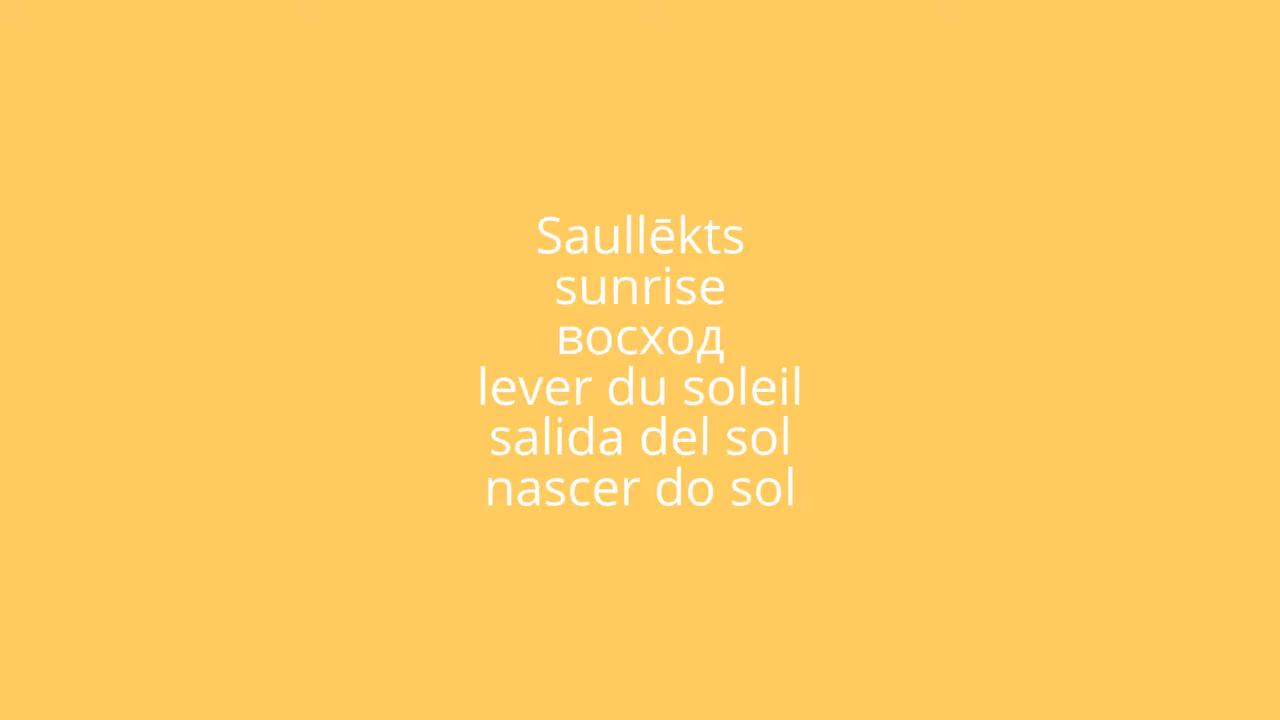 Saullēkts
sunrise
восход
lever du soleil
salida del sol
nascer do sol